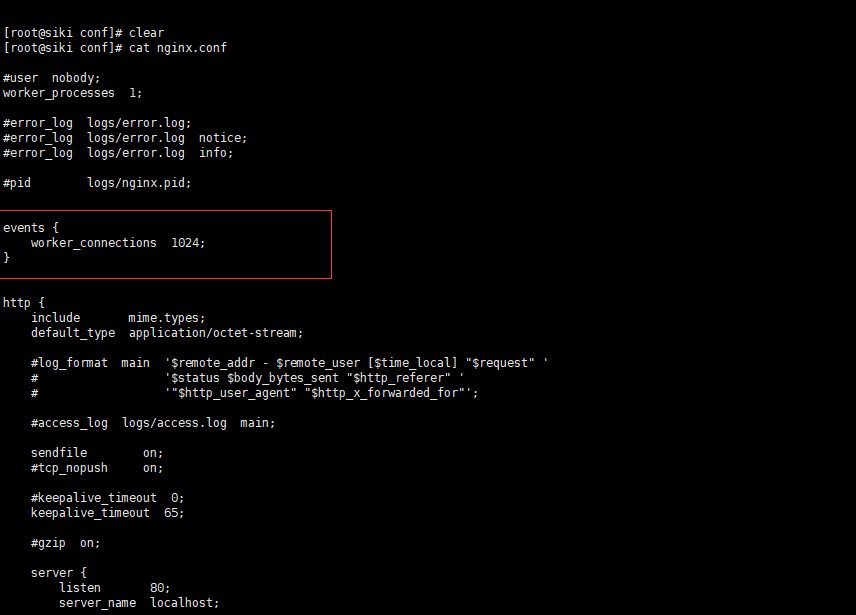 [root@siki conf]# clear
[root@siki conf]# cat nginx.conf
#user  nobody;
worker_processes  1;
#error_log  logs/error.log;
#error_log  logs/error.log  notice;
#error_log  logs/error.log  info;
#pid        logs/nginx.pid;
events {
    worker_connections  1024;
}
http {
    include       mime.types;
    default_type  application/octet-stream;
    #log_format  main  '$remote_addr - $remote_user [$time_local] "$request" '
    #                  '$status $body_bytes_sent "$http_referer" '
    #                  '"$http_user_agent" "$http_x_forwarded_for"';
    #access_log  logs/access.log  main;
    sendfile        on;
    #tcp_nopush     on;
    #keepalive_timeout  0;
    keepalive_timeout  65;
    #gzip  on;
    server {
        listen       80;
        server_name  localhost;